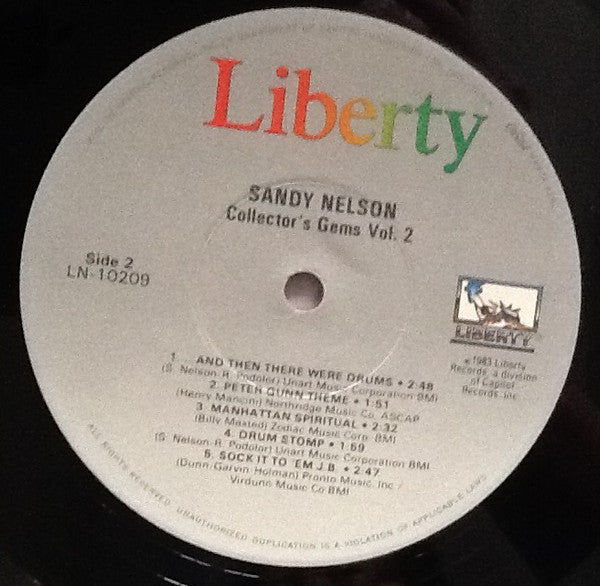 Liberty
SANDY NELSON
Collector's Gems Vol. 2
Side 2
LN-10209
LIBERTY
℗1983 Liberty
Records, a division
of Capitol
Records, Inc.
1. ...AND THEN THERE WERE DRUMS • 2:48
(S. Nelson-R. Podolor) Unart Music Corporation BMI
2. PETER GUNN THEME • 1:51
(Henry Mancini) Northridge Music Co. ASCAP
3. MANHATTAN SPIRITUAL • 2:32
(Billy Maxted) Zodiac Music Corp. BMI
4. DRUM STOMP • 1:59
(S. Nelson-R. Podolor) Unart Music Corporation BMI
5. SOCK IT TO 'EM J.B. • 2:47
(Dunn-Garvin-Holman) Pronto Music, Inc./
Virdunn Music Co BMI
ALL RIGHTS RESERVED. UNAUTHORIZED DUPLICATION IS A VIOLATION OF APPLICABLE LAWS